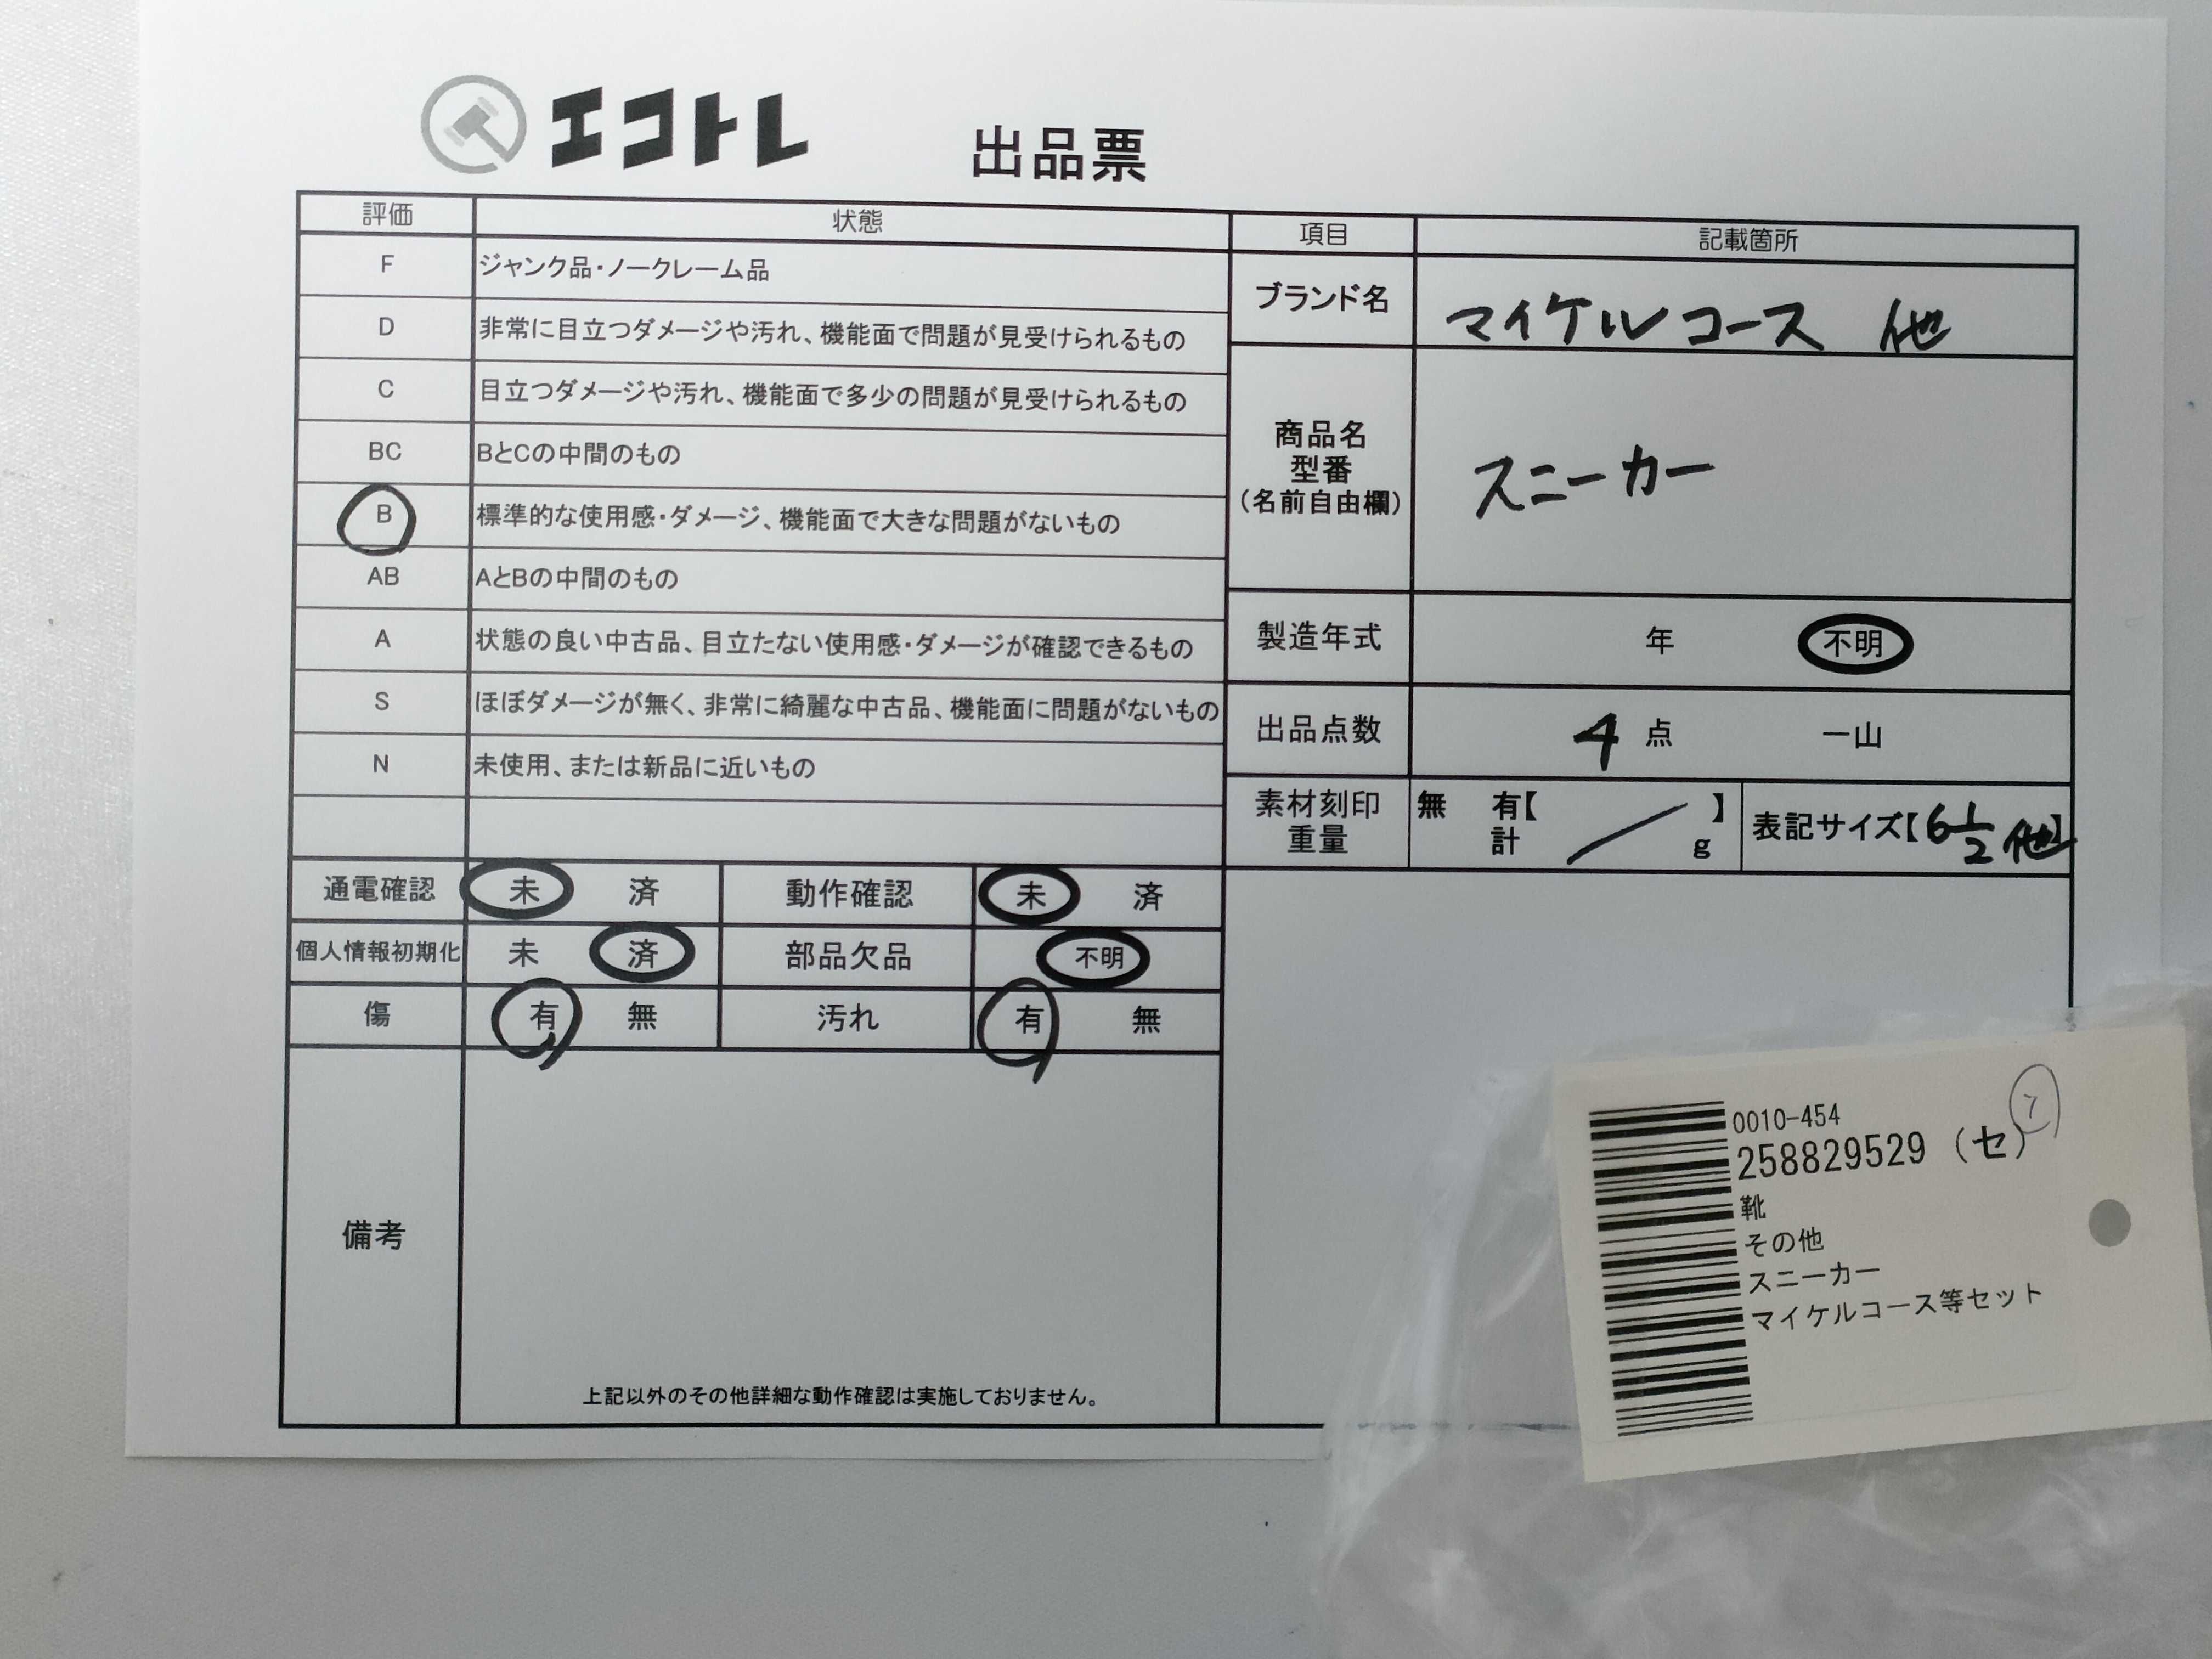 エコトレ 出品票
評価 状態
F ジャンク品・ノークレーム品
D 非常に目立つダメージや汚れ、機能面で問題が見受けられるもの
C 目立つダメージや汚れ、機能面で多少の問題が見受けられるもの
BC BとCの中間のもの
B 標準的な使用感・ダメージ、機能面で大きな問題がないもの
AB AとBの中間のもの
A 状態の良い中古品、目立たない使用感・ダメージが確認できるもの
S ほぼダメージが無く、非常に綺麗な中古品、機能面に問題がないもの
N 未使用、または新品に近いもの
項目 記載箇所
ブランド名 マイケルコース 他
商品名
型番
(名前自由欄)
スニーカー
製造年式 年 不明
出品点数 4 点 一山
素材刻印 無 有【 】
重量 計 g
表記サイズ【6 1/2 他】
通電確認 未 済 動作確認 未 済
個人情報初期化 未 済 部品欠品 不明
傷 有 無 汚れ 有 無
備考
上記以外のその他詳細な動作確認は実施しておりません。
0010-454
258829529 (セ)
靴
その他
スニーカー
マイケルコース等セット